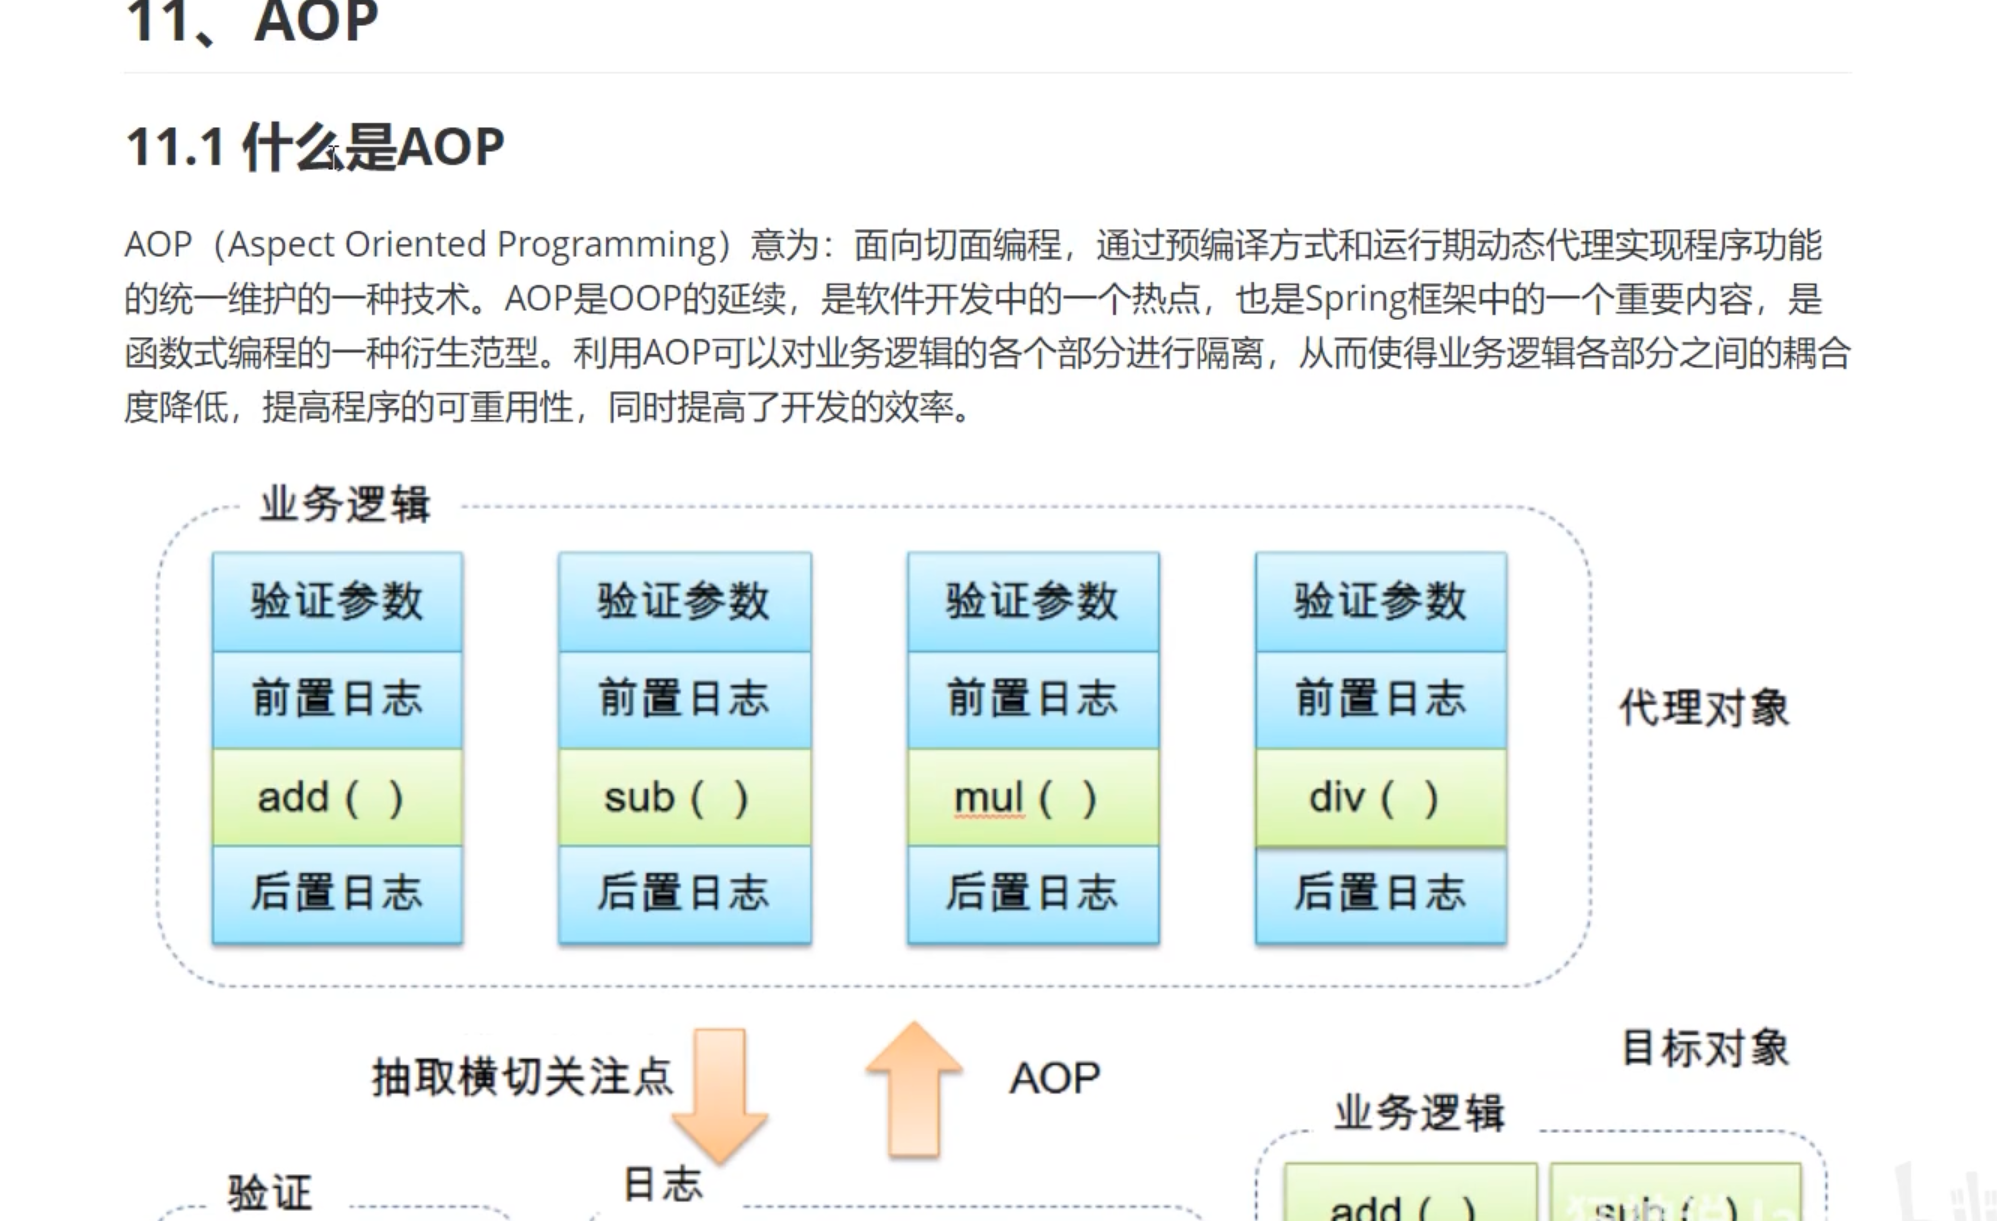 11、AOP
11.1 什么是AOP
AOP（Aspect Oriented Programming）意为：面向切面编程，通过预编译方式和运行期动态代理实现程序功能
的统一维护的一种技术。AOP是OOP的延续，是软件开发中的一个热点，也是Spring框架中的一个重要内容，是
函数式编程的一种衍生范型。利用AOP可以对业务逻辑的各个部分进行隔离，从而使得业务逻辑各部分之间的耦合
度降低，提高程序的可重用性，同时提高了开发的效率。
业务逻辑
验证参数 验证参数 验证参数 验证参数
前置日志 前置日志 前置日志 前置日志
代理对象
add ( ) sub ( ) mul ( ) div ( )
后置日志 后置日志 后置日志 后置日志
目标对象
抽取横切关注点 AOP
业务逻辑
验证 日志
add ( ) sub ( )